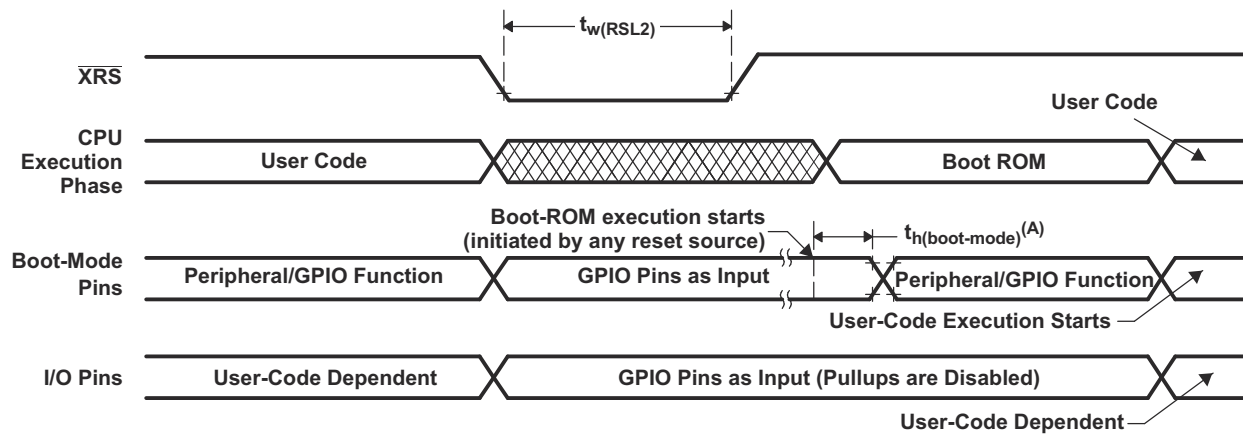 tw(RSL2)
XRS
User Code
CPU
Execution
Phase
User Code
Boot ROM
Boot-ROM execution starts
(initiated by any reset source)
th(boot-mode)(A)
Boot-Mode
Pins
Peripheral/GPIO Function
GPIO Pins as Input
Peripheral/GPIO Function
User-Code Execution Starts
I/O Pins
User-Code Dependent
GPIO Pins as Input (Pullups are Disabled)
User-Code Dependent